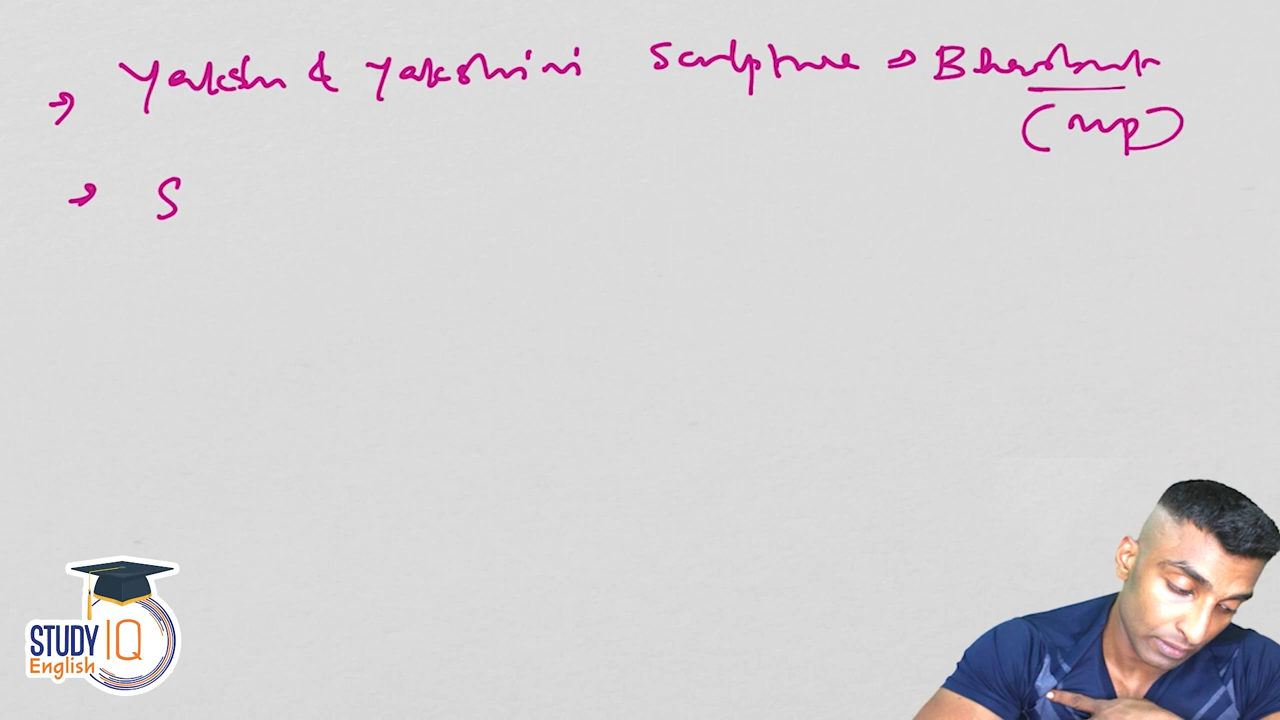 → Yaksha & Yakshini Sculpture → Bharhut
(MP)
→ S
STUDY IQ
English